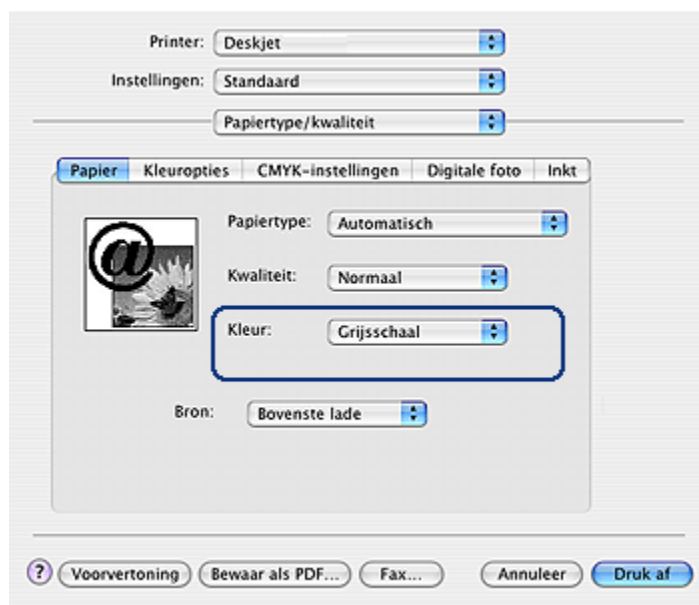 Printer: Deskjet
Instellingen: Standaard
Papiertype/kwaliteit
Papier Kleuropties CMYK-instellingen Digitale foto Inkt
Papiertype: Automatisch
@
Kwaliteit: Normaal
Kleur: Grijsschaal
Bron: Bovenste lade
? Voorvertoning Bewaar als PDF... Fax... Annuleer Druk af